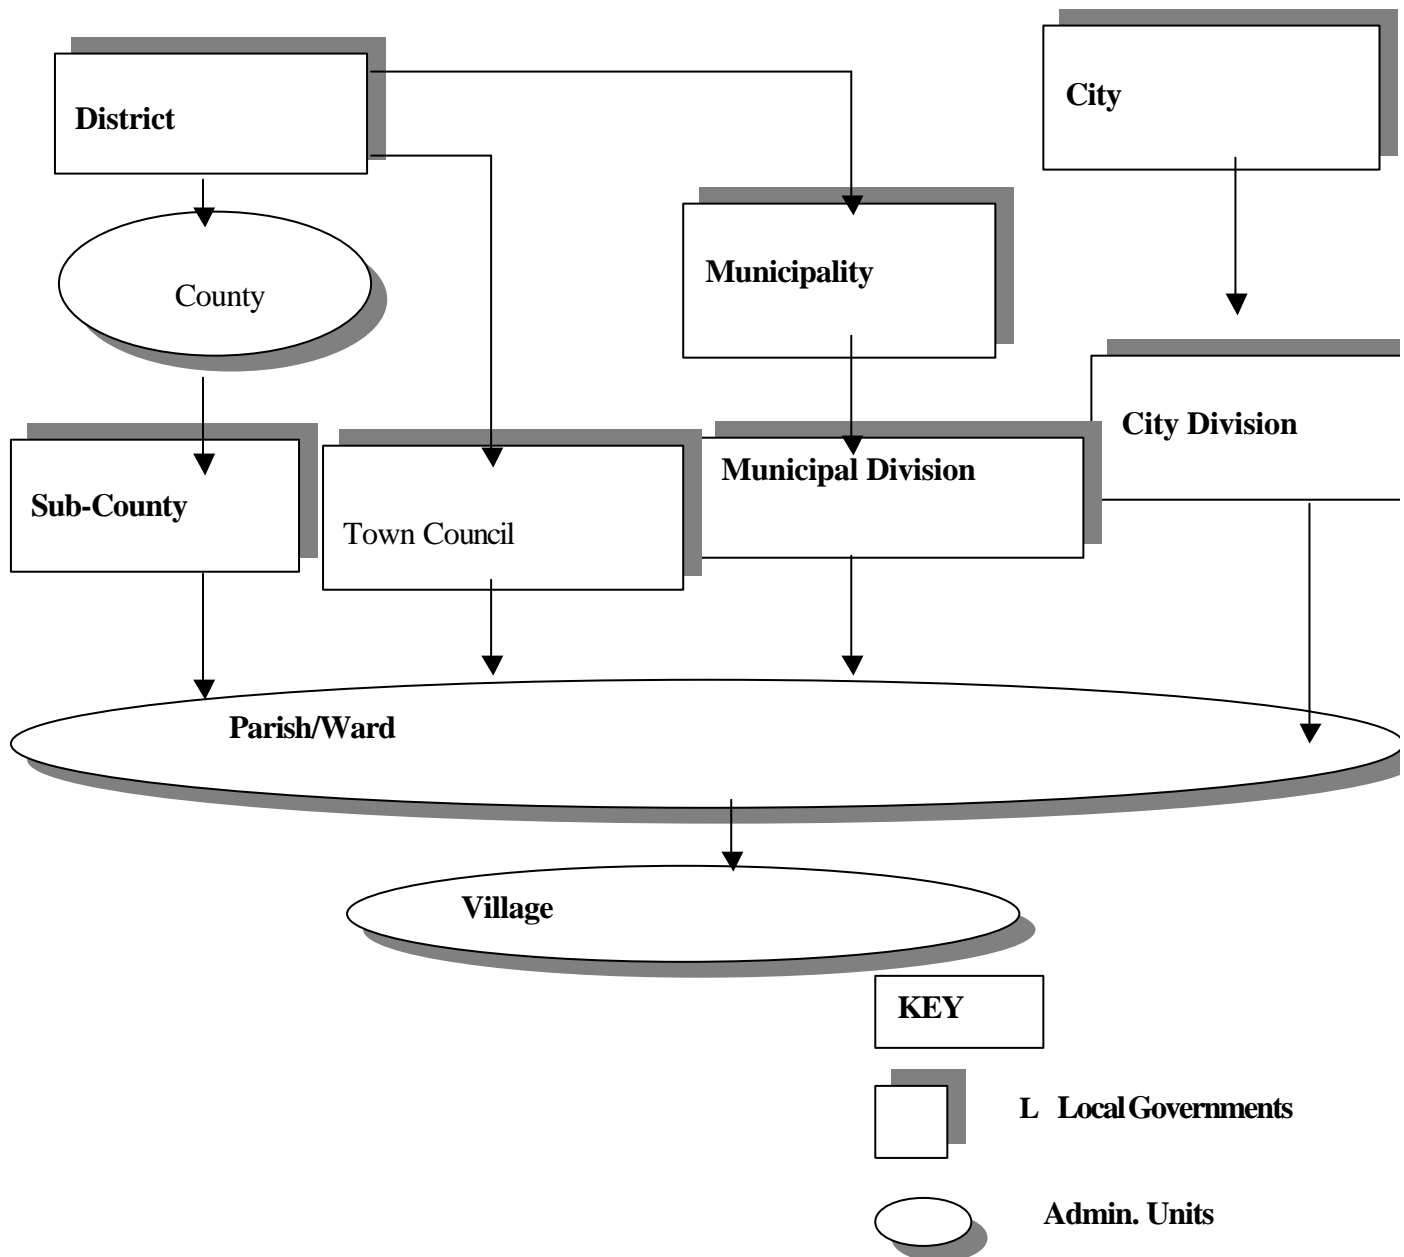 District
City
Municipality
County
City Division
Municipal Division
Sub-County
Town Council
Parish/Ward
Village
KEY
L Local Governments
Admin. Units